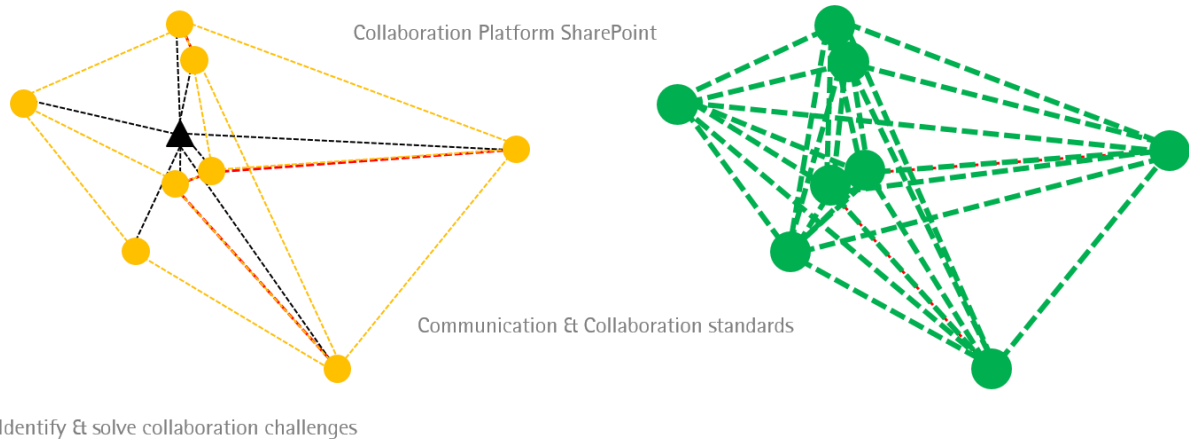 Collaboration Platform SharePoint
Communication & Collaboration standards
Identify & solve collaboration challenges